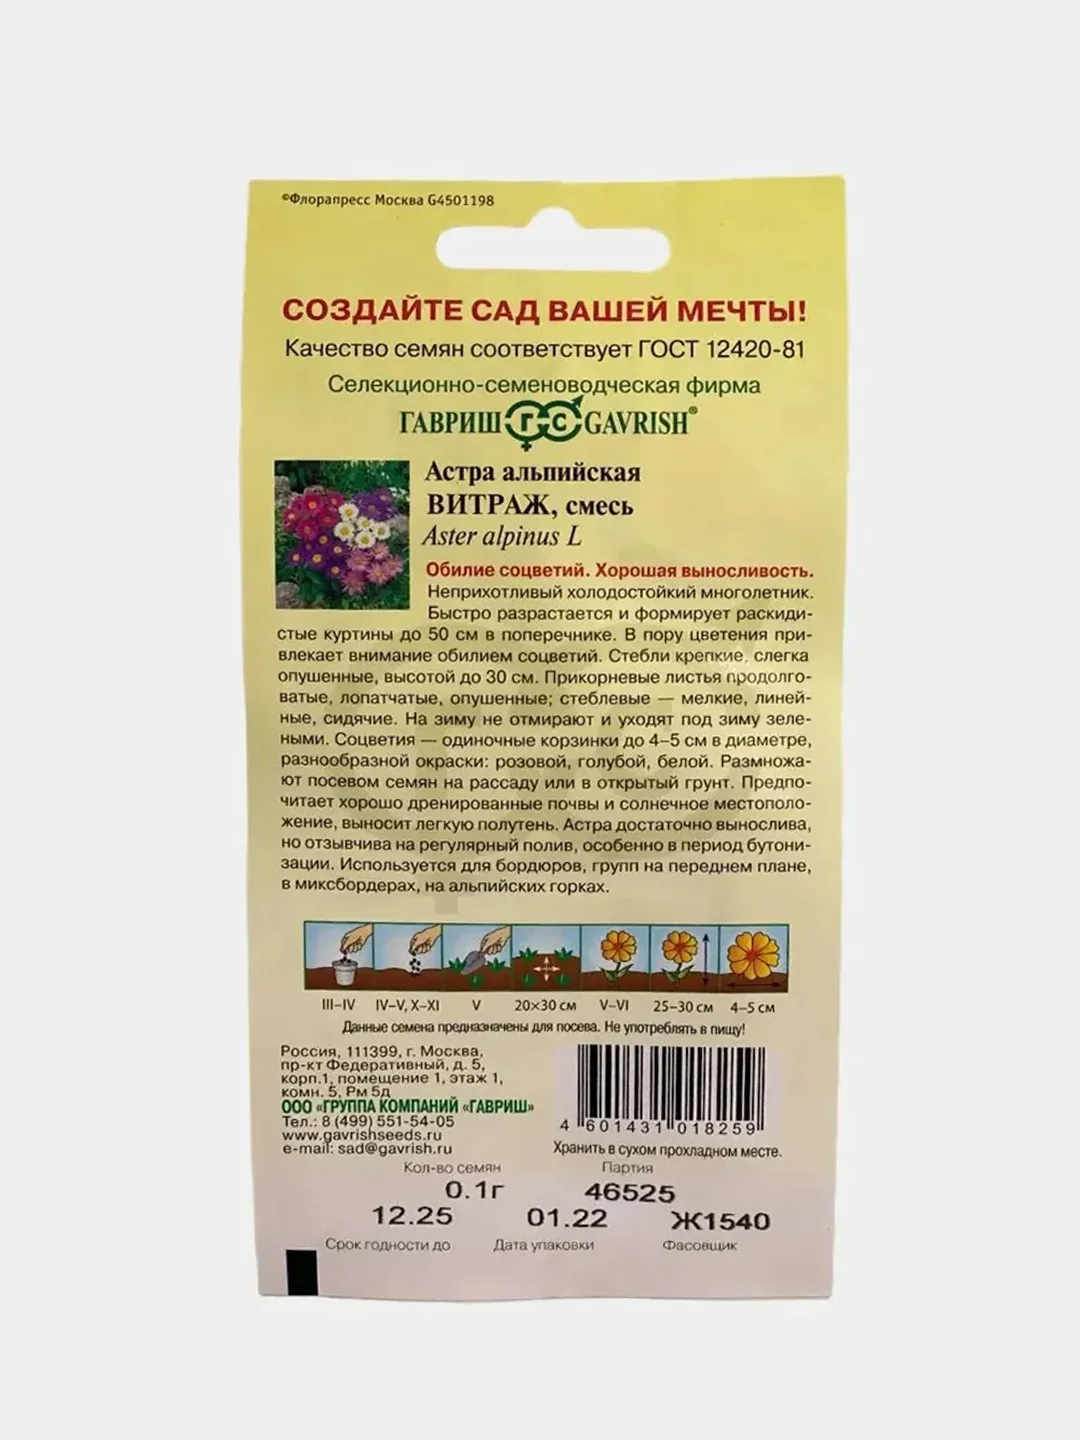 ©Флорапресс Москва G4501198
СОЗДАЙТЕ САД ВАШЕЙ МЕЧТЫ!
Качество семян соответствует ГОСТ 12420-81
Селекционно-семеноводческая фирма
ГАВРИШ ГС GAVRISH®
Астра альпийская
ВИТРАЖ, смесь
Aster alpinus L
Обилие соцветий. Хорошая выносливость.
Неприхотливый холодостойкий многолетник.
Быстро разрастается и формирует раскиди-
стые куртины до 50 см в поперечнике. В пору цветения при-
влекает внимание обилием соцветий. Стебли крепкие, слегка
опушенные, высотой до 30 см. Прикорневые листья продолго-
ватые, лопатчатые, опушенные; стеблевые — мелкие, линей-
ные, сидячие. На зиму не отмирают и уходят под зиму зеле-
ными. Соцветия — одиночные корзинки до 4–5 см в диаметре,
разнообразной окраски: розовой, голубой, белой. Размножа-
ют посевом семян на рассаду или в открытый грунт. Предпо-
читает хорошо дренированные почвы и солнечное местополо-
жение, выносит легкую полутень. Астра достаточно вынослива,
но отзывчива на регулярный полив, особенно в период бутони-
зации. Используется для бордюров, групп на переднем плане,
в миксбордерах, на альпийских горках.
III–IV IV–V, X–XI V 20×30 см V–VI 25–30 см 4–5 см
Данные семена предназначены для посева. Не употреблять в пищу!
Россия, 111399, г. Москва,
пр-кт Федеративный, д. 5,
корп.1, помещение 1, этаж 1,
комн. 5, Рм 5д
ООО «ГРУППА КОМПАНИЙ «ГАВРИШ»
Тел.: 8 (499) 551-54-05
www.gavrishseeds.ru
e-mail: sad@gavrish.ru
4 601431 018259
Хранить в сухом прохладном месте.
Кол-во семян Партия
0.1г 46525
12.25 01.22 Ж1540
Срок годности до Дата упаковки Фасовщик